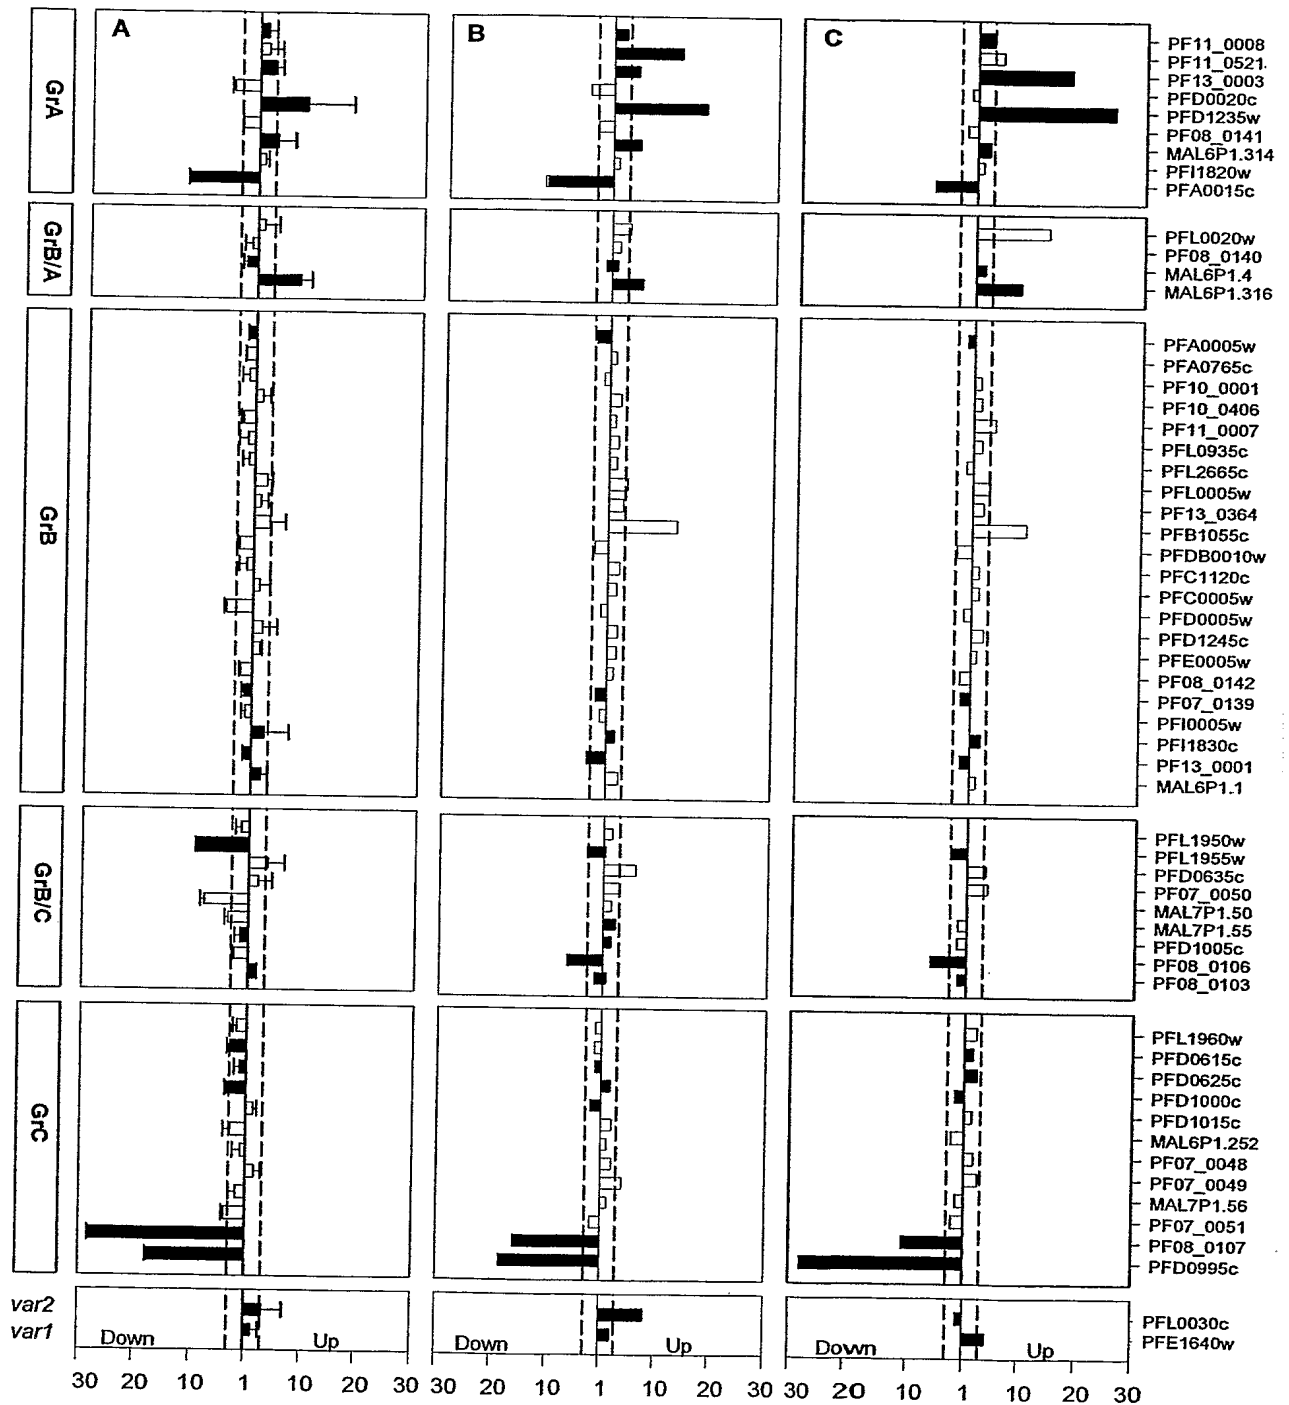 A
B
C
GrA
PF11_0008
PF11_0521
PF13_0003
PFD0020c
PFD1235w
PF08_0141
MAL6P1.314
PFI1820w
PFA0015c
GrB/A
PFL0020w
PF08_0140
MAL6P1.4
MAL6P1.316
GrB
PFA0005w
PFA0765c
PF10_0001
PF10_0406
PF11_0007
PFL0935c
PFL2665c
PFL0005w
PF13_0364
PFB1055c
PFDB0010w
PFC1120c
PFC0005w
PFD0005w
PFD1245c
PFE0005w
PF08_0142
PF07_0139
PFI0005w
PFI1830c
PF13_0001
MAL6P1.1
GrB/C
PFL1950w
PFL1955w
PFD0635c
PF07_0050
MAL7P1.50
MAL7P1.55
PFD1005c
PF08_0106
PF08_0103
GrC
PFL1960w
PFD0615c
PFD0625c
PFD1000c
PFD1015c
MAL6P1.252
PF07_0048
PF07_0049
MAL7P1.56
PF07_0051
PF08_0107
PFD0995c
var2
PFL0030c
var1
PFE1640w
Down Up Down Up Down Up
30 20 10 1 10 20 30 20 10 1 10 20 30 20 10 1 10 20 30